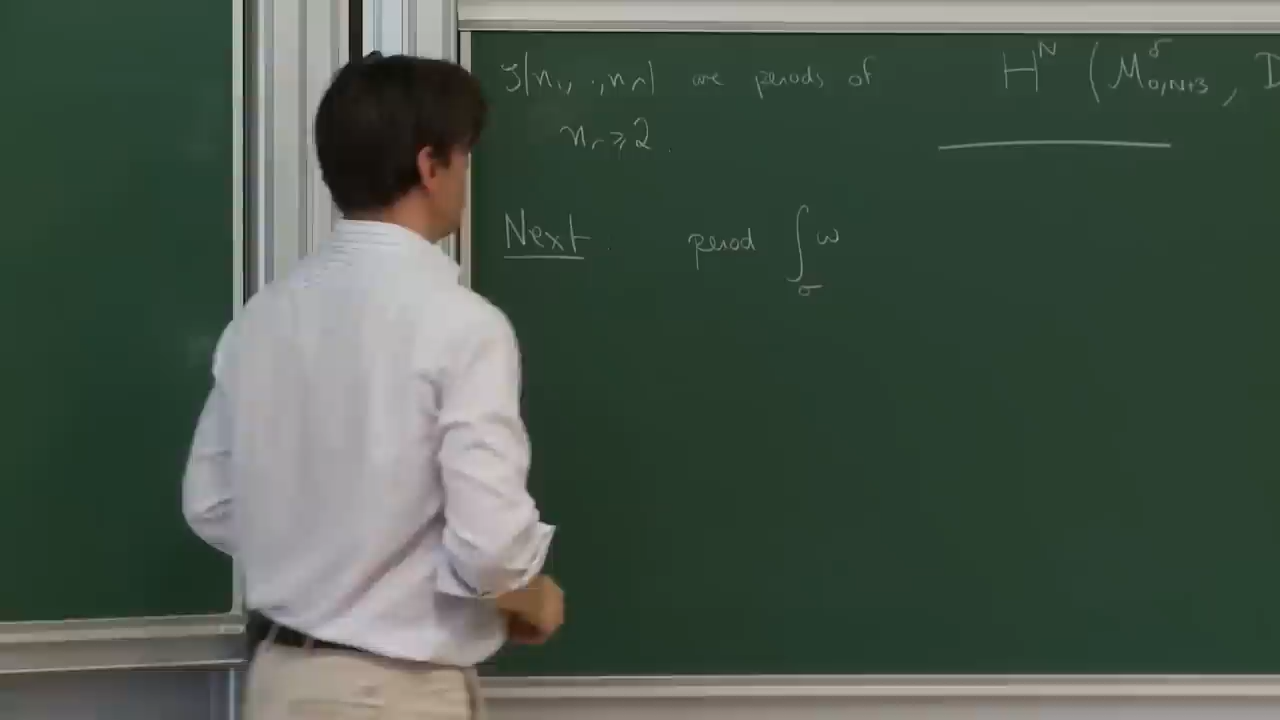 ζ(n₁, .., nᵣ) are periods of Hᴺ (M^δ_{0,N+3}, D
nᵣ ≥ 2.
Next : period ∫_σ ω